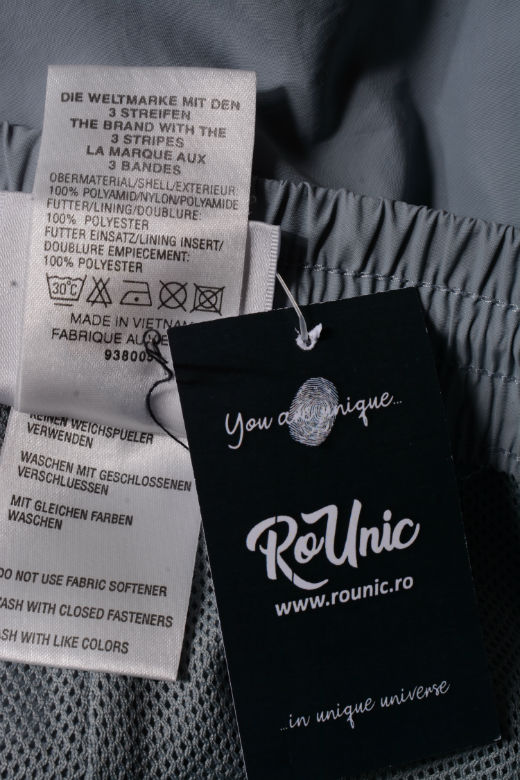 DIE WELTMARKE MIT DEN
3 STREIFEN
THE BRAND WITH THE
3 STRIPES
LA MARQUE AUX
3 BANDES
OBERMATERIAL/SHELL/EXTERIEUR:
100% POLYAMID/NYLON/POLYAMIDE
FUTTER/LINING/DOUBLURE:
100% POLYESTER
FUTTER EINSATZ/LINING INSERT/
DOUBLURE EMPIECEMENT:
100% POLYESTER
30°C
MADE IN VIETNAM
FABRIQUE AU
93800
KEINEN WEICHSPUELER
VERWENDEN
WASCHEN MIT GESCHLOSSENEN
VERSCHLUESSEN
MIT GLEICHEN FARBEN
WASCHEN
DO NOT USE FABRIC SOFTENER
WASH WITH CLOSED FASTENERS
WASH WITH LIKE COLORS
You are unique...
RoUnic
www.rounic.ro
...in unique universe